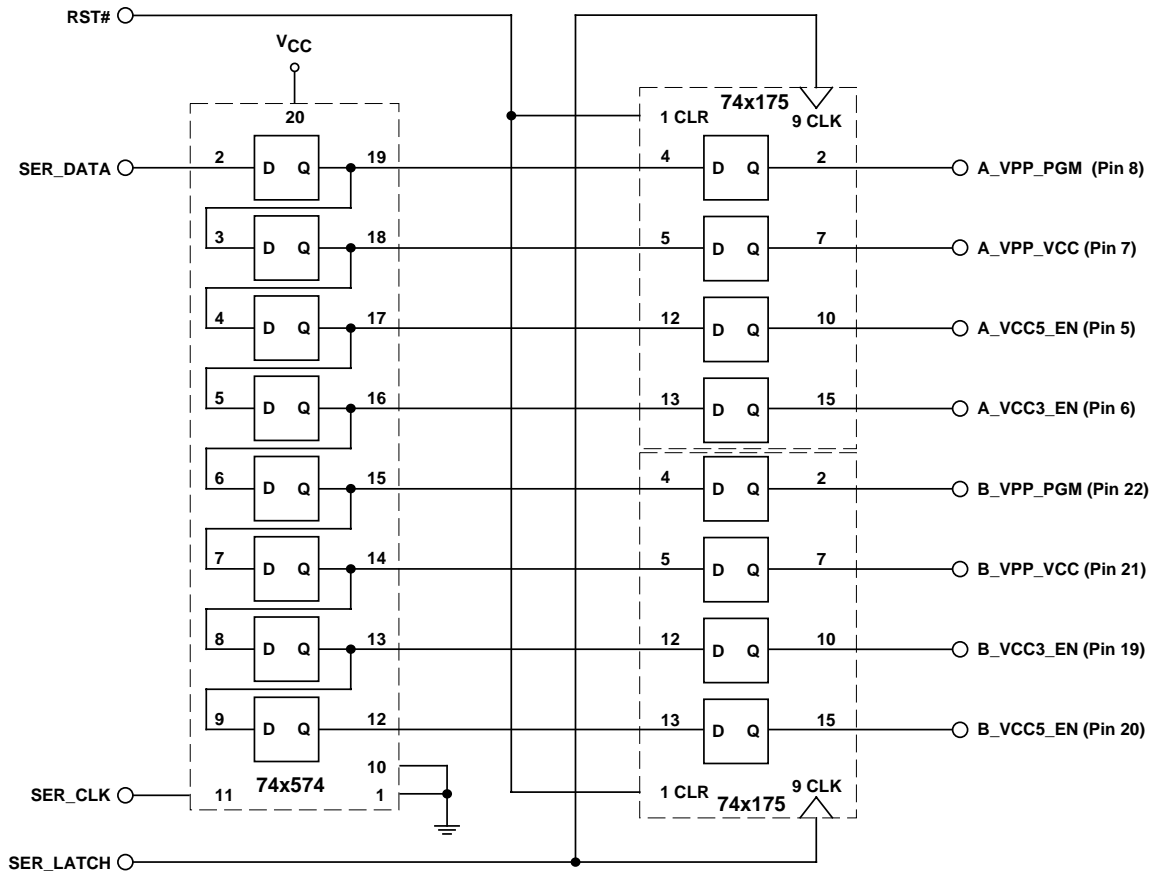 RST#
VCC
20
74x175
1 CLR
9 CLK
SER_DATA
2
D Q
19
4
D Q
2
A_VPP_PGM (Pin 8)
3
D Q
18
5
D Q
7
A_VPP_VCC (Pin 7)
4
D Q
17
12
D Q
10
A_VCC5_EN (Pin 5)
5
D Q
16
13
D Q
15
A_VCC3_EN (Pin 6)
6
D Q
15
4
D Q
2
B_VPP_PGM (Pin 22)
7
D Q
14
5
D Q
7
B_VPP_VCC (Pin 21)
8
D Q
13
12
D Q
10
B_VCC3_EN (Pin 19)
9
D Q
12
13
D Q
15
B_VCC5_EN (Pin 20)
10
74x574
SER_CLK
11
1
1 CLR
9 CLK
74x175
SER_LATCH